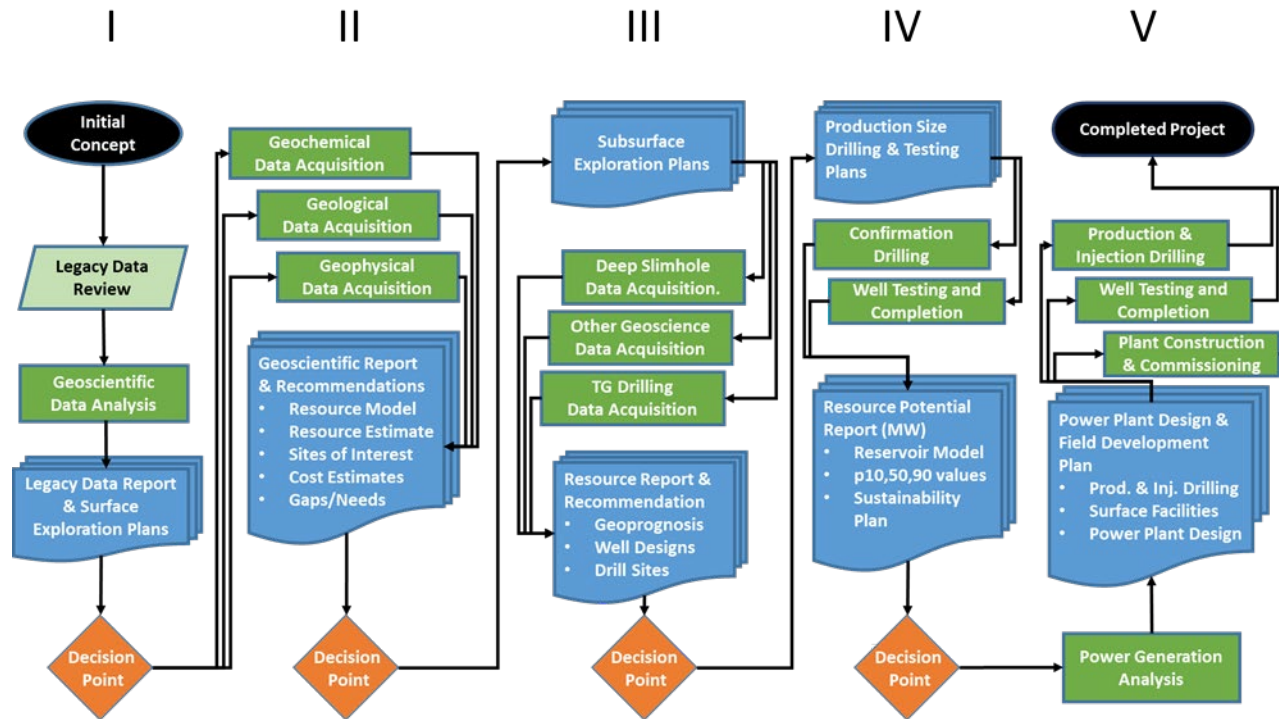 I
II
III
IV
V
Initial
Concept
Legacy Data
Review
Geoscientific
Data Analysis
Legacy Data Report
& Surface
Exploration Plans
Decision
Point
Geochemical
Data Acquisition
Geological
Data Acquisition
Geophysical
Data Acquisition
Geoscientific Report
& Recommendations
• Resource Model
• Resource Estimate
• Sites of Interest
• Cost Estimates
• Gaps/Needs
Decision
Point
Subsurface
Exploration Plans
Deep Slimhole
Data Acquisition.
Other Geoscience
Data Acquisition
TG Drilling
Data Acquisition
Resource Report &
Recommendation
• Geoprognosis
• Well Designs
• Drill Sites
Decision
Point
Production Size
Drilling & Testing
Plans
Confirmation
Drilling
Well Testing and
Completion
Resource Potential
Report (MW)
• Reservoir Model
• p10,50,90 values
• Sustainability
Plan
Decision
Point
Completed Project
Production &
Injection Drilling
Well Testing and
Completion
Plant Construction
& Commissioning
Power Plant Design &
Field Development
Plan
• Prod. & Inj. Drilling
• Surface Facilities
• Power Plant Design
Power Generation
Analysis